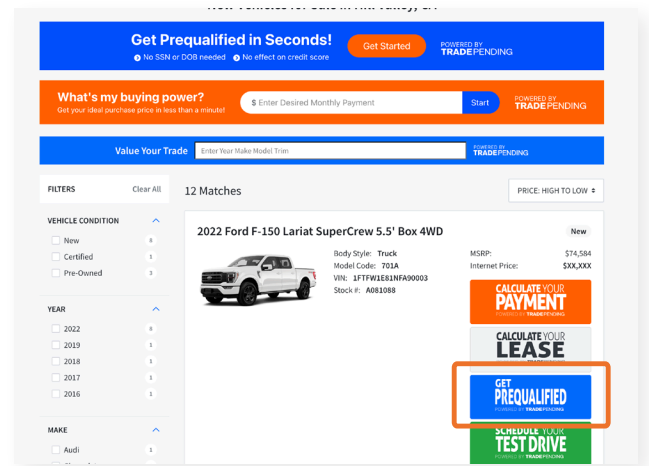 New Vehicles for Sale in
Get Prequalified in Seconds!
No SSN or DOB needed No effect on credit score
Get Started
POWERED BY
TRADEPENDING
What's my buying power?
Get your ideal purchase price in less than a minute!
$ Enter Desired Monthly Payment
Start
POWERED BY
TRADEPENDING
Value Your Trade
Enter Your Make Model Trim
POWERED BY
TRADEPENDING
FILTERS Clear All
12 Matches
PRICE: HIGH TO LOW
VEHICLE CONDITION
New 8
Certified 1
Pre-Owned 3
YEAR
2022 8
2019 1
2018 1
2017 1
2016 1
MAKE
Audi 1
2022 Ford F-150 Lariat SuperCrew 5.5' Box 4WD
New
Body Style: Truck
Model Code: 701A
VIN: 1FTFW1E81NFA90003
Stock #: A081088
MSRP: $74,584
Internet Price: $XX,XXX
CALCULATE YOUR
PAYMENT
POWERED BY TRADEPENDING
CALCULATE YOUR
LEASE
GET
PREQUALIFIED
POWERED BY TRADEPENDING
SCHEDULE YOUR
TEST DRIVE
POWERED BY TRADEPENDING